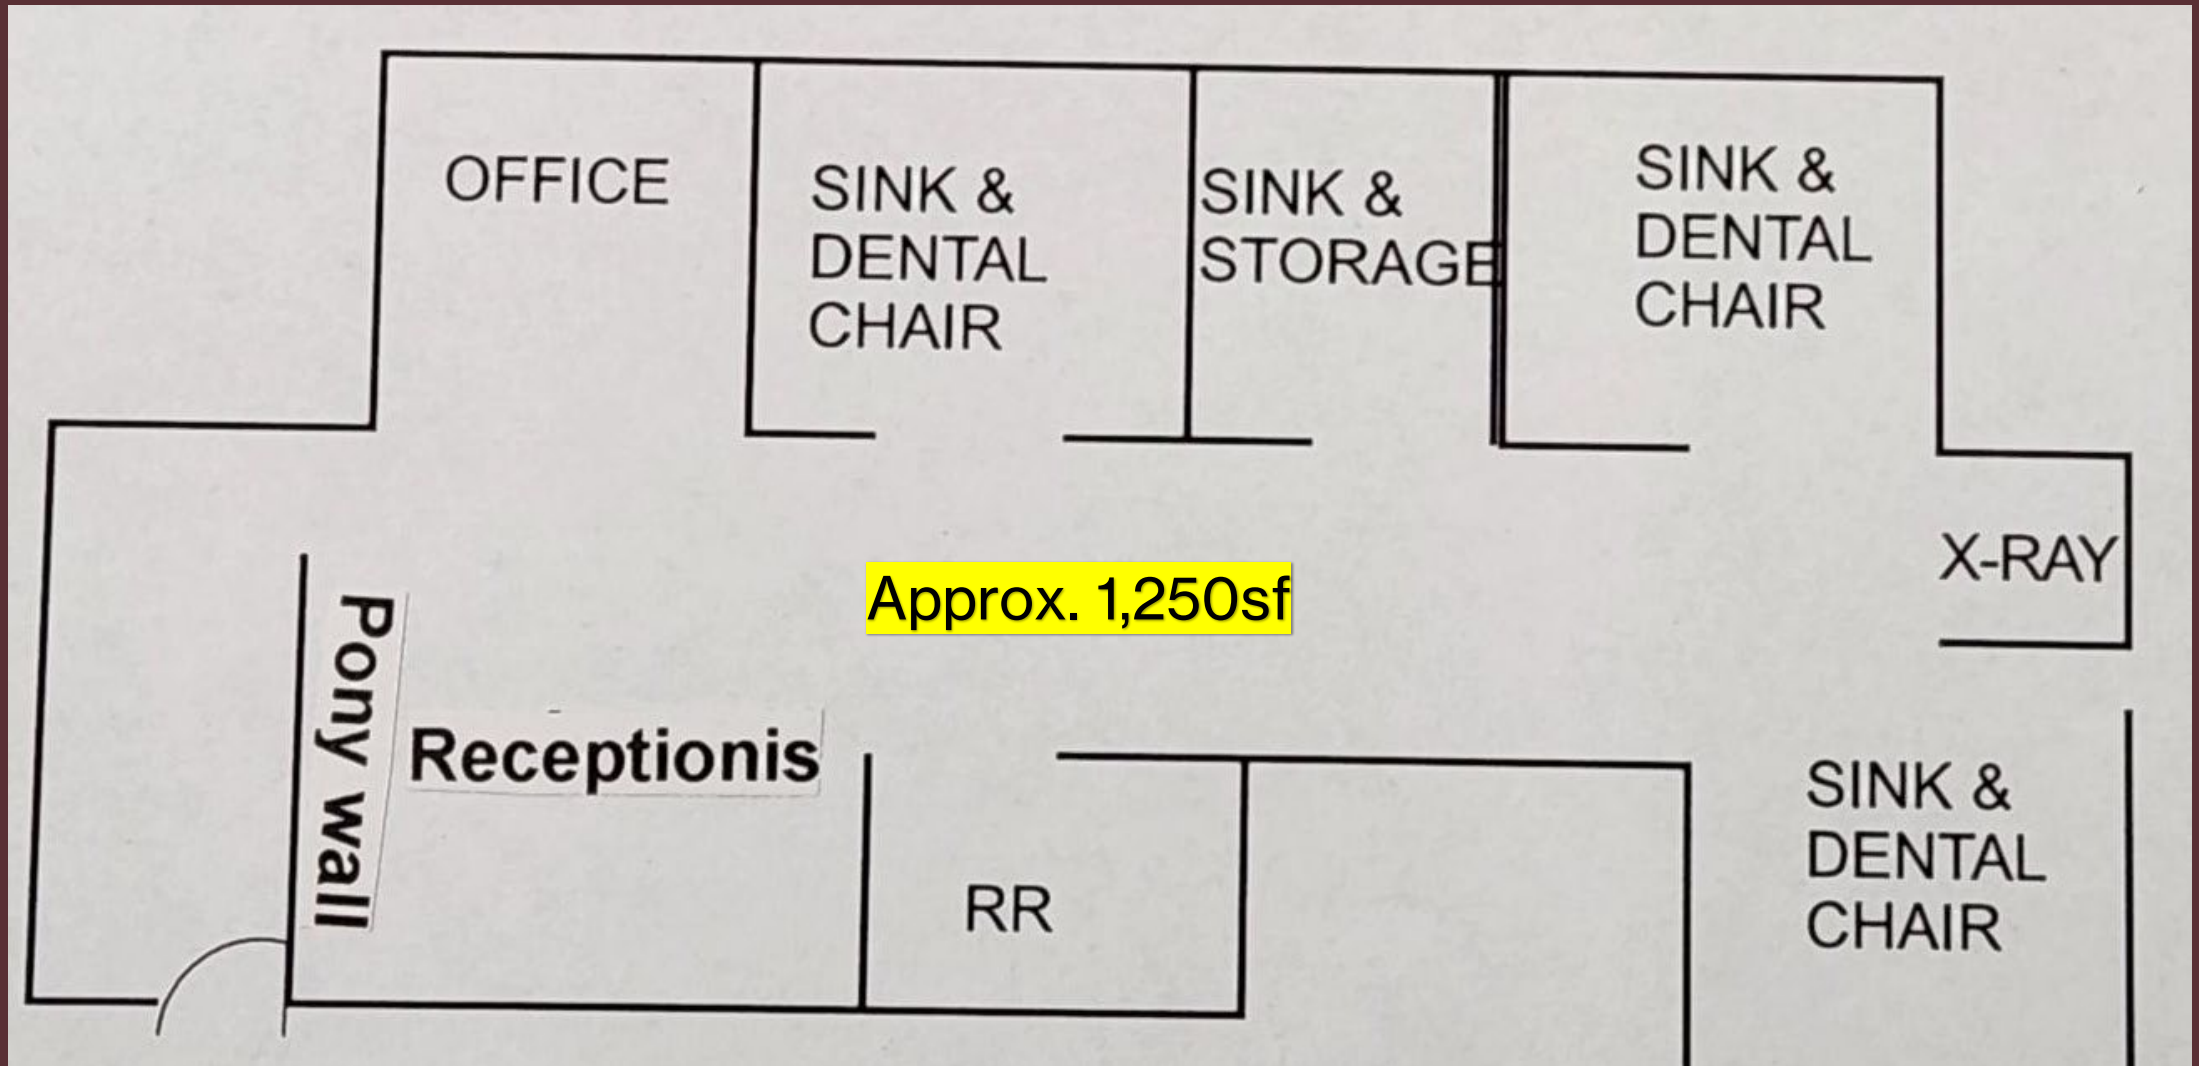 OFFICE
SINK &
DENTAL
CHAIR
SINK &
STORAGE
SINK &
DENTAL
CHAIR
X-RAY
Approx. 1,250sf
Pony wall
Receptionis
RR
SINK &
DENTAL
CHAIR